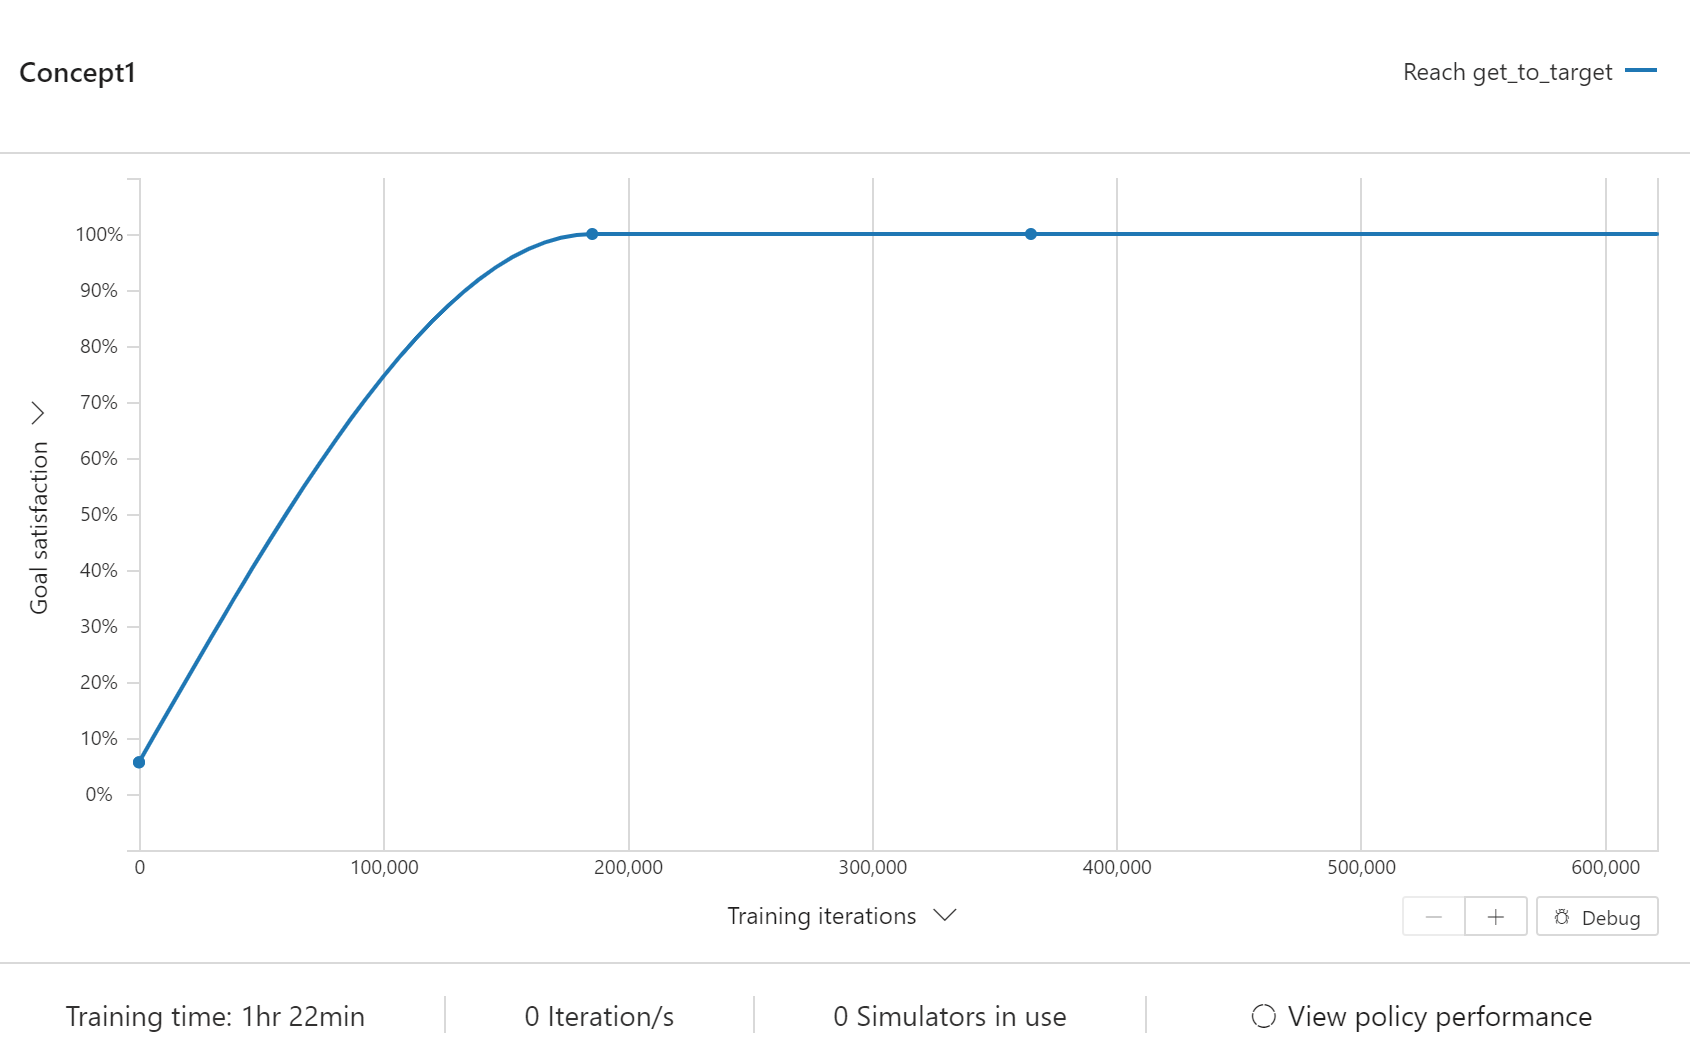 Concept1
Reach get_to_target
100%
90%
80%
70%
60%
50%
40%
30%
20%
10%
0%
Goal satisfaction
0 100,000 200,000 300,000 400,000 500,000 600,000
Training iterations
− + Debug
Training time: 1hr 22min
0 Iteration/s
0 Simulators in use
View policy performance